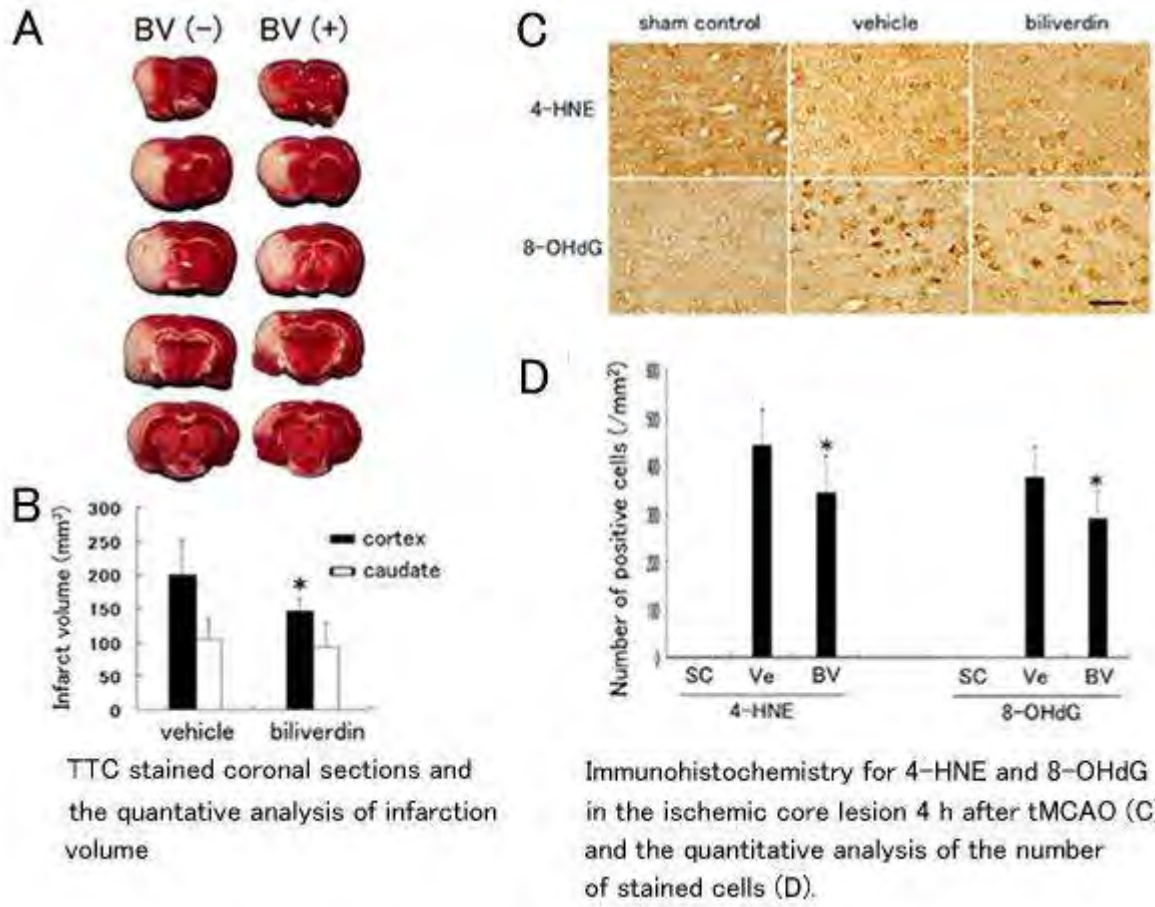 A
BV (-) BV (+)
B
Infarct volume (mm³)
300
250
200
150
100
50
0
*
cortex
caudate
vehicle biliverdin
TTC stained coronal sections and
the quantative analysis of infarction
volume
C
sham control vehicle biliverdin
4-HNE
8-OHdG
D
Number of positive cells (/mm²)
* *
SC Ve BV SC Ve BV
4-HNE 8-OHdG
Immunohistochemistry for 4-HNE and 8-OHdG
in the ischemic core lesion 4 h after tMCAO (C)
and the quantitative analysis of the number
of stained cells (D).